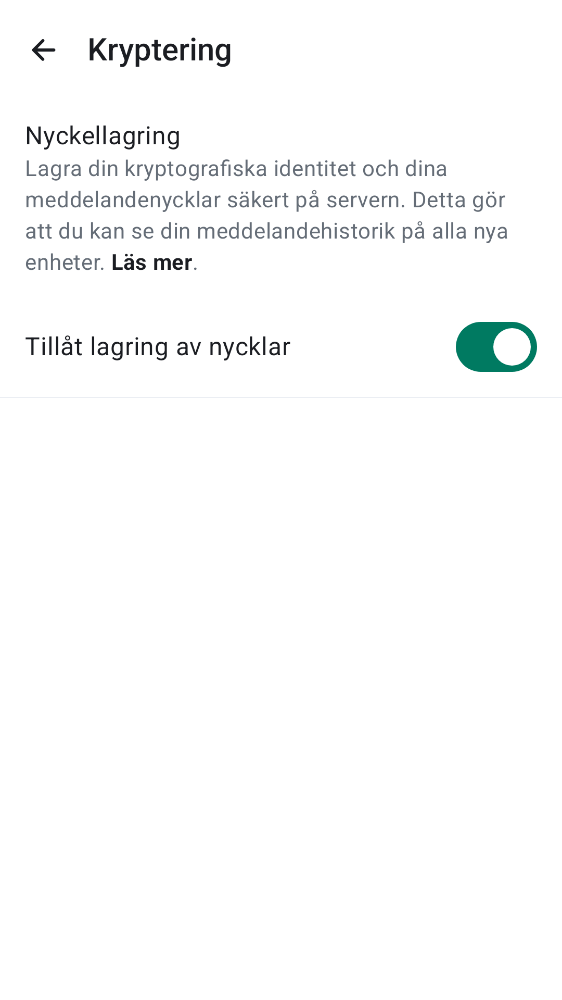 Kryptering
Nyckellagring
Lagra din kryptografiska identitet och dina
meddelandenycklar säkert på servern. Detta gör
att du kan se din meddelandehistorik på alla nya
enheter. Läs mer.
Tillåt lagring av nycklar